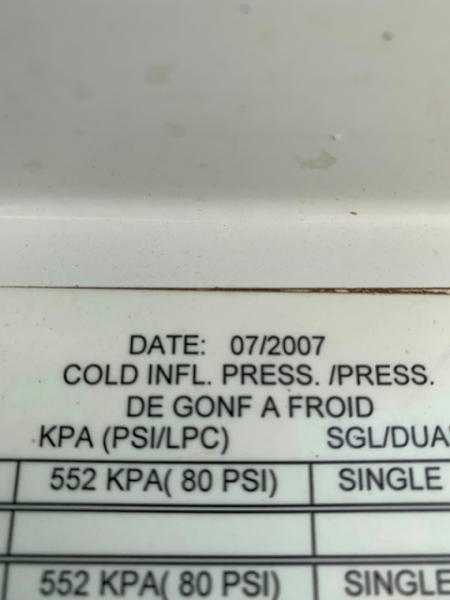 DATE: 07/2007
COLD INFL. PRESS. /PRESS.
DE GONF A FROID
KPA (PSI/LPC) SGL/DUA
552 KPA( 80 PSI) SINGLE
552 KPA( 80 PSI) SINGLE